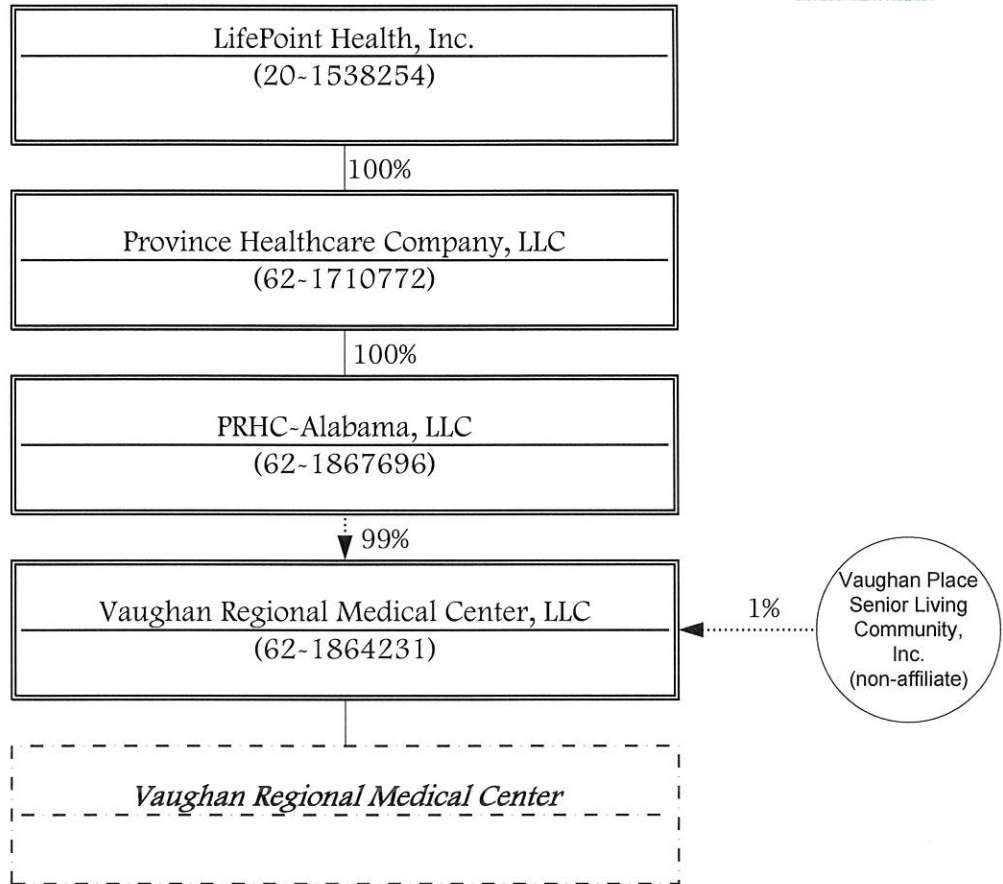 LifePoint Health, Inc.
(20-1538254)
100%
Province Healthcare Company, LLC
(62-1710772)
100%
PRHC-Alabama, LLC
(62-1867696)
99%
Vaughan Regional Medical Center, LLC
(62-1864231)
1%
Vaughan Place
Senior Living
Community,
Inc.
(non-affiliate)
Vaughan Regional Medical Center